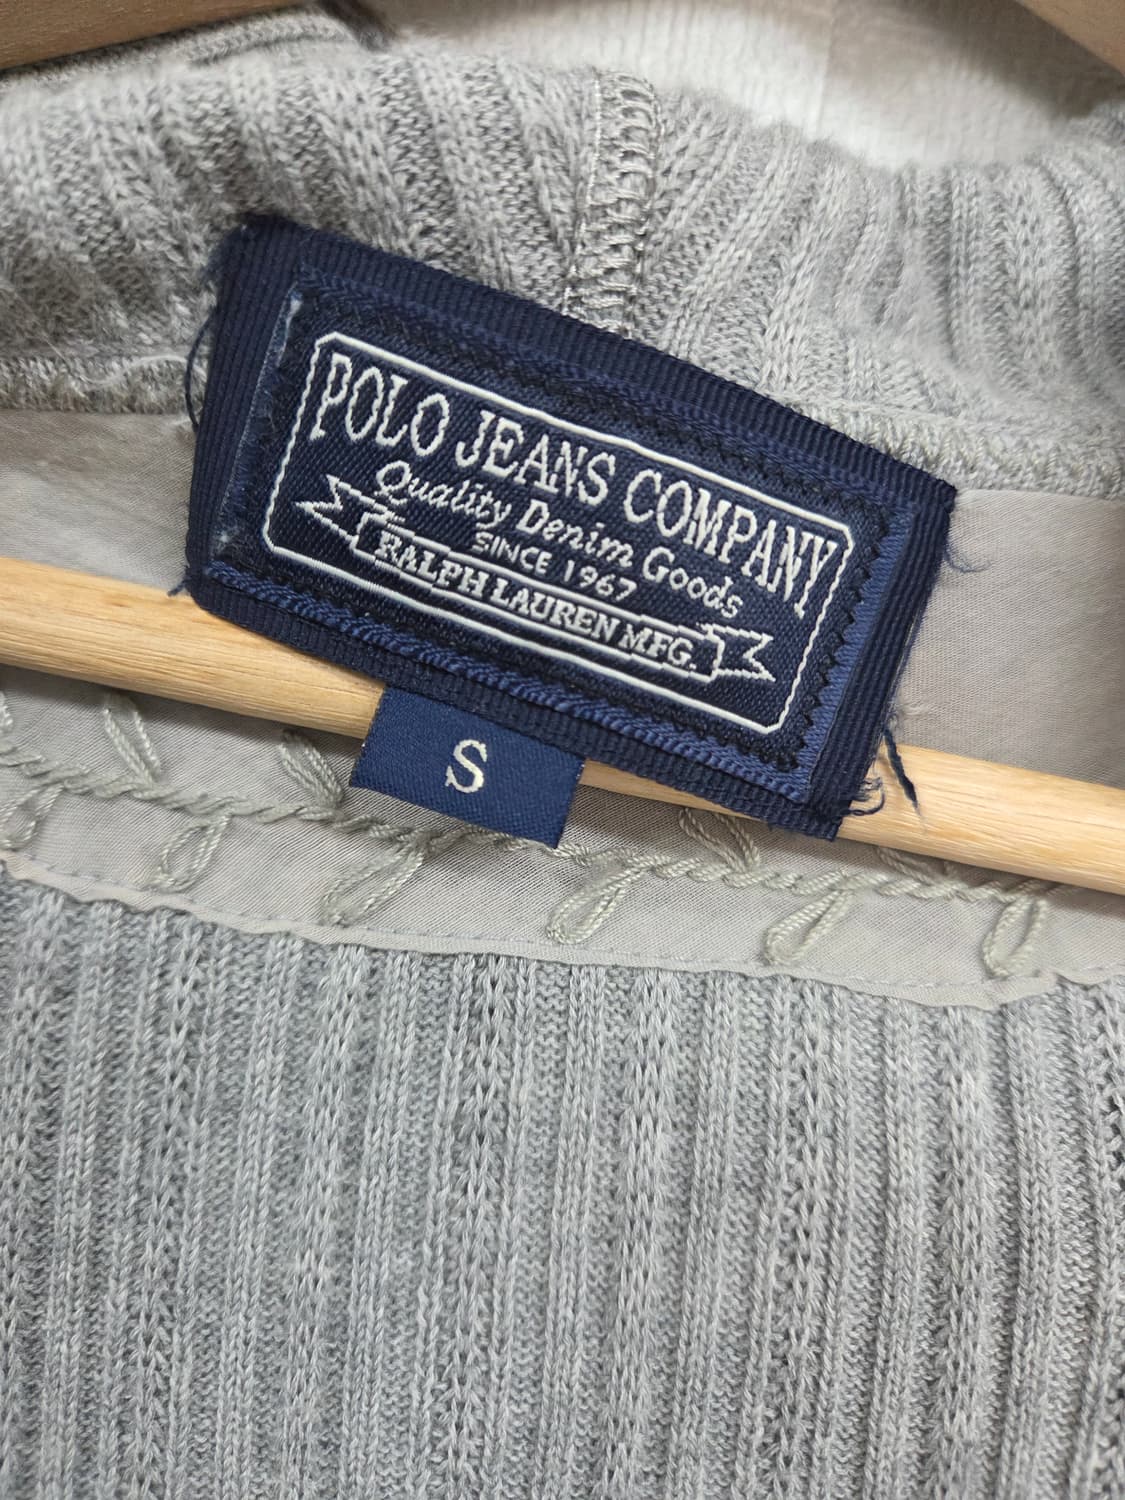 POLO JEANS COMPANY
Quality Denim Goods
SINCE 1967
RALPH LAUREN MFG.
S